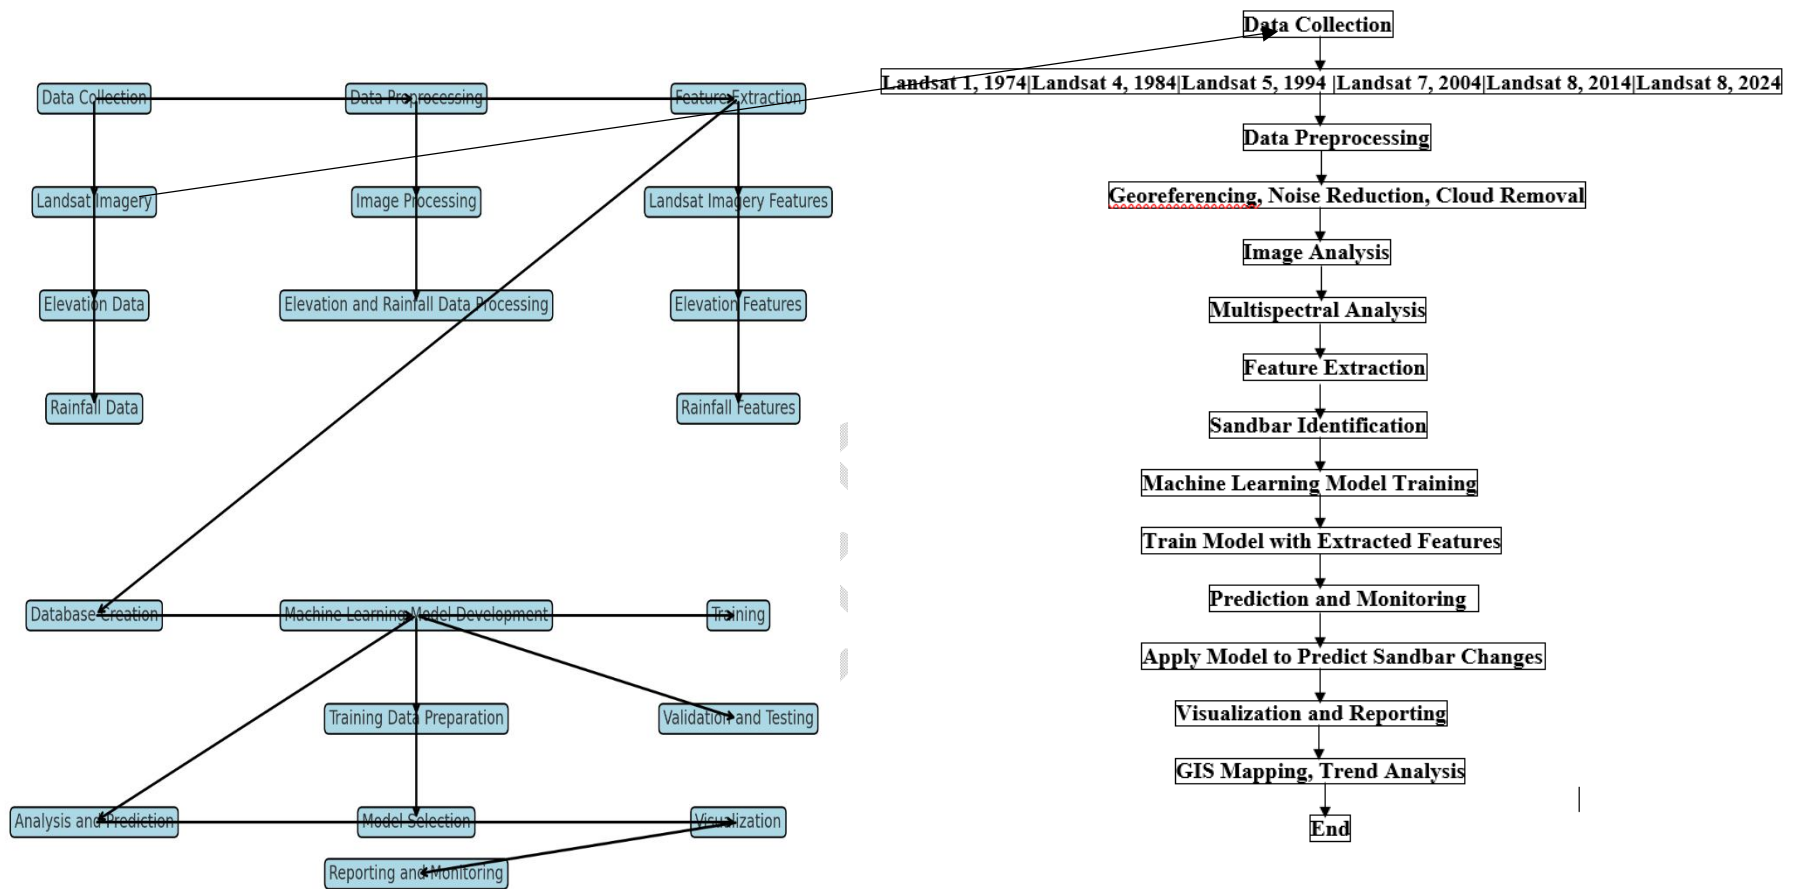 Data Collection
Data Preprocessing
Feature Extraction
Landsat Imagery
Image Processing
Landsat Imagery Features
Elevation Data
Elevation and Rainfall Data Processing
Elevation Features
Rainfall Data
Rainfall Features
Database Creation
Machine Learning Model Development
Training
Training Data Preparation
Validation and Testing
Analysis and Prediction
Model Selection
Visualization
Reporting and Monitoring
Data Collection
Landsat 1, 1974|Landsat 4, 1984|Landsat 5, 1994 |Landsat 7, 2004|Landsat 8, 2014|Landsat 8, 2024
Data Preprocessing
Georeferencing, Noise Reduction, Cloud Removal
Image Analysis
Multispectral Analysis
Feature Extraction
Sandbar Identification
Machine Learning Model Training
Train Model with Extracted Features
Prediction and Monitoring
Apply Model to Predict Sandbar Changes
Visualization and Reporting
GIS Mapping, Trend Analysis
End